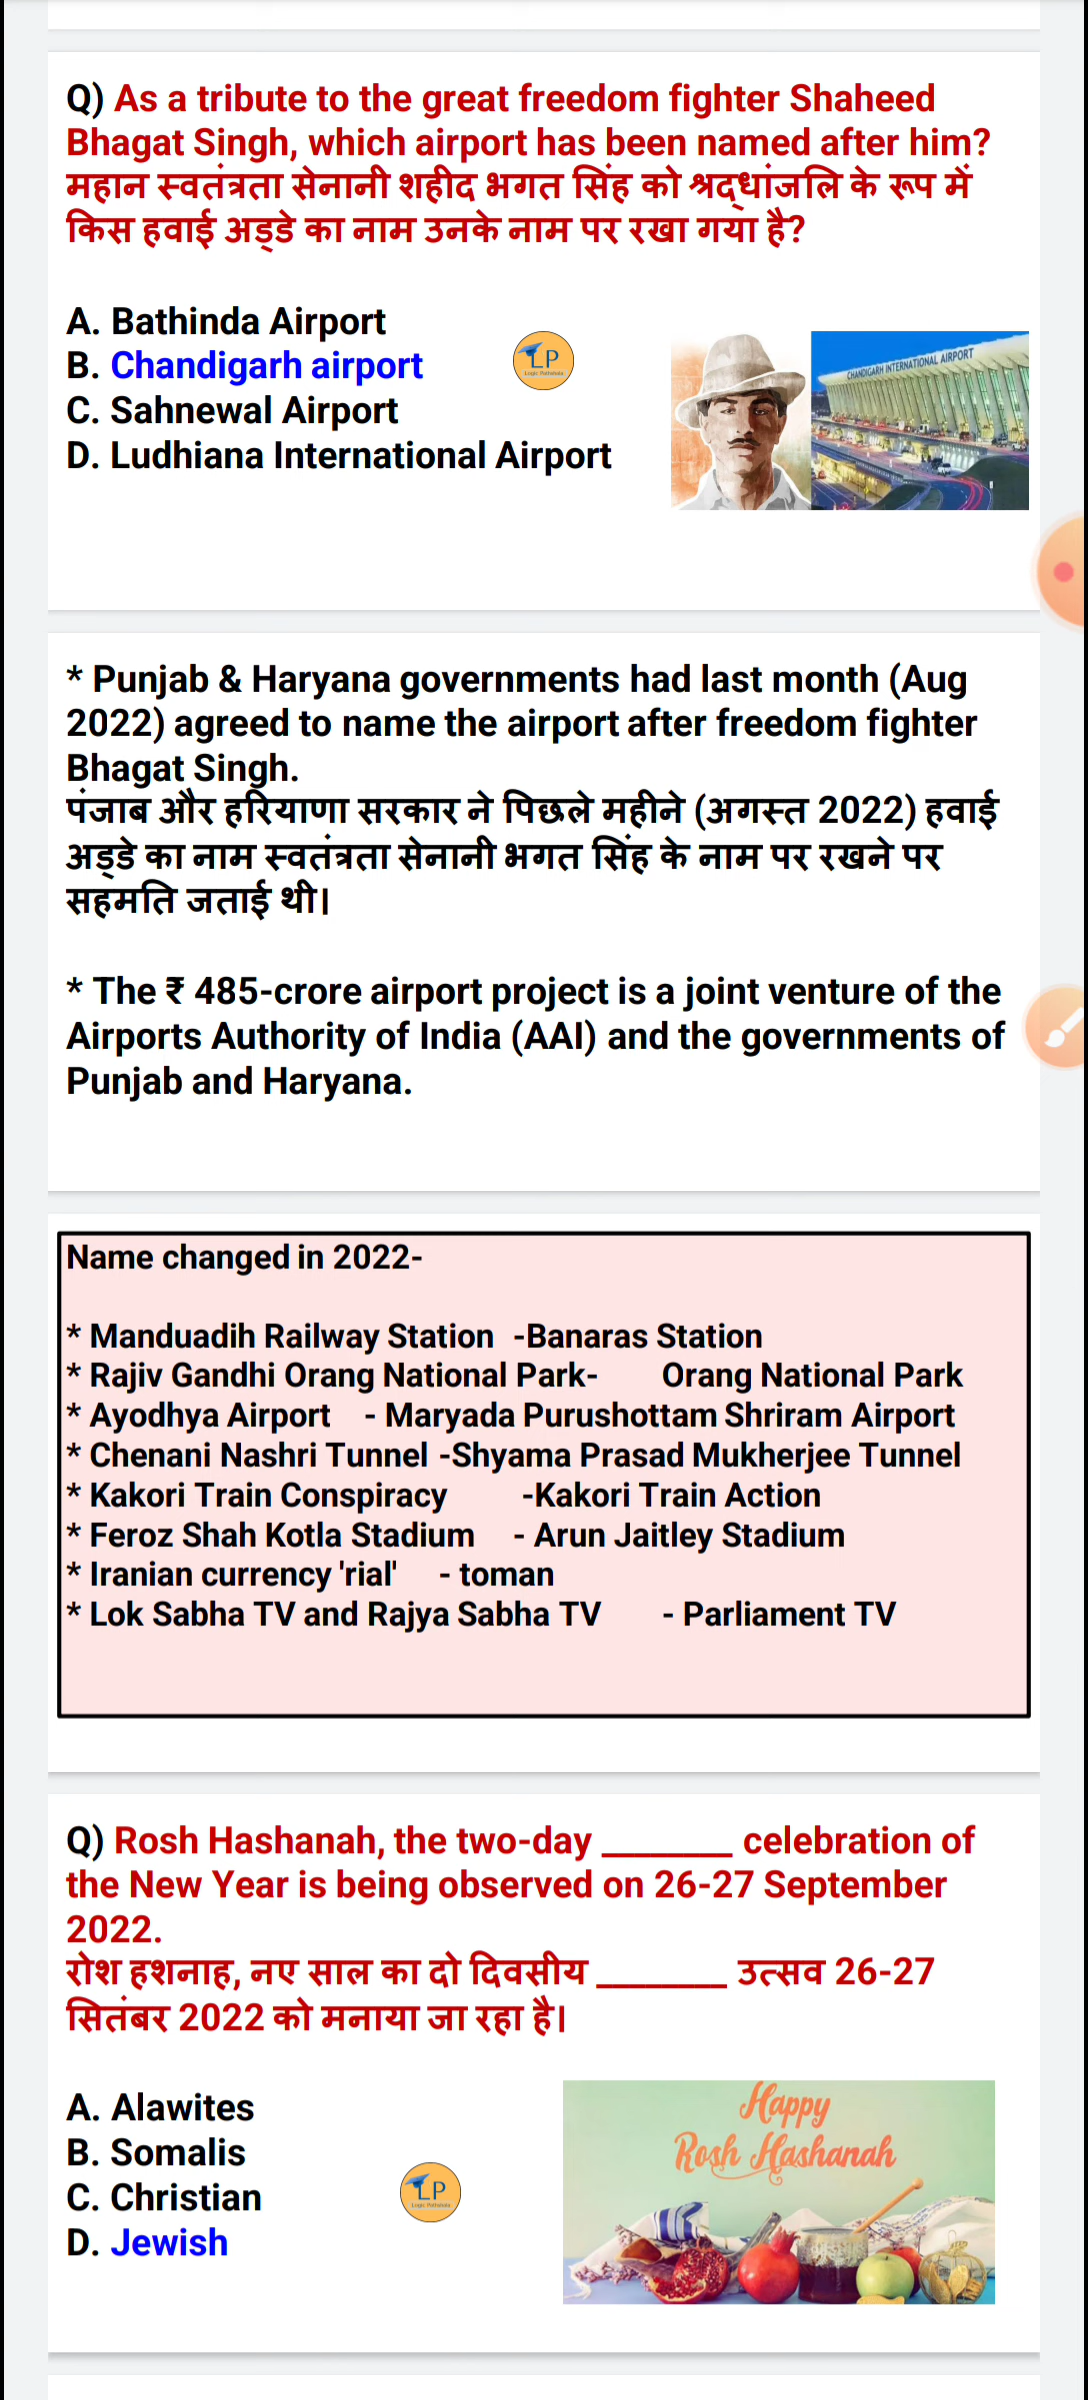 Q) As a tribute to the great freedom fighter Shaheed
Bhagat Singh, which airport has been named after him?
महान स्वतंत्रता सेनानी शहीद भगत सिंह को श्रद्धांजलि के रूप में
किस हवाई अड्डे का नाम उनके नाम पर रखा गया है?
A. Bathinda Airport
B. Chandigarh airport
C. Sahnewal Airport
D. Ludhiana International Airport
LP
Logic Pathshala
CHANDIGARH INTERNATIONAL AIRPORT
* Punjab & Haryana governments had last month (Aug
2022) agreed to name the airport after freedom fighter
Bhagat Singh.
पंजाब और हरियाणा सरकार ने पिछले महीने (अगस्त 2022) हवाई
अड्डे का नाम स्वतंत्रता सेनानी भगत सिंह के नाम पर रखने पर
सहमति जताई थी।
* The ₹ 485-crore airport project is a joint venture of the
Airports Authority of India (AAI) and the governments of
Punjab and Haryana.
Name changed in 2022-
* Manduadih Railway Station -Banaras Station
* Rajiv Gandhi Orang National Park- Orang National Park
* Ayodhya Airport - Maryada Purushottam Shriram Airport
* Chenani Nashri Tunnel -Shyama Prasad Mukherjee Tunnel
* Kakori Train Conspiracy -Kakori Train Action
* Feroz Shah Kotla Stadium - Arun Jaitley Stadium
* Iranian currency 'rial' - toman
* Lok Sabha TV and Rajya Sabha TV - Parliament TV
Q) Rosh Hashanah, the two-day _______ celebration of
the New Year is being observed on 26-27 September
2022.
रोश हशनाह, नए साल का दो दिवसीय _______ उत्सव 26-27
सितंबर 2022 को मनाया जा रहा है।
A. Alawites
B. Somalis
C. Christian
D. Jewish
LP
Logic Pathshala
Happy
Rosh Hashanah